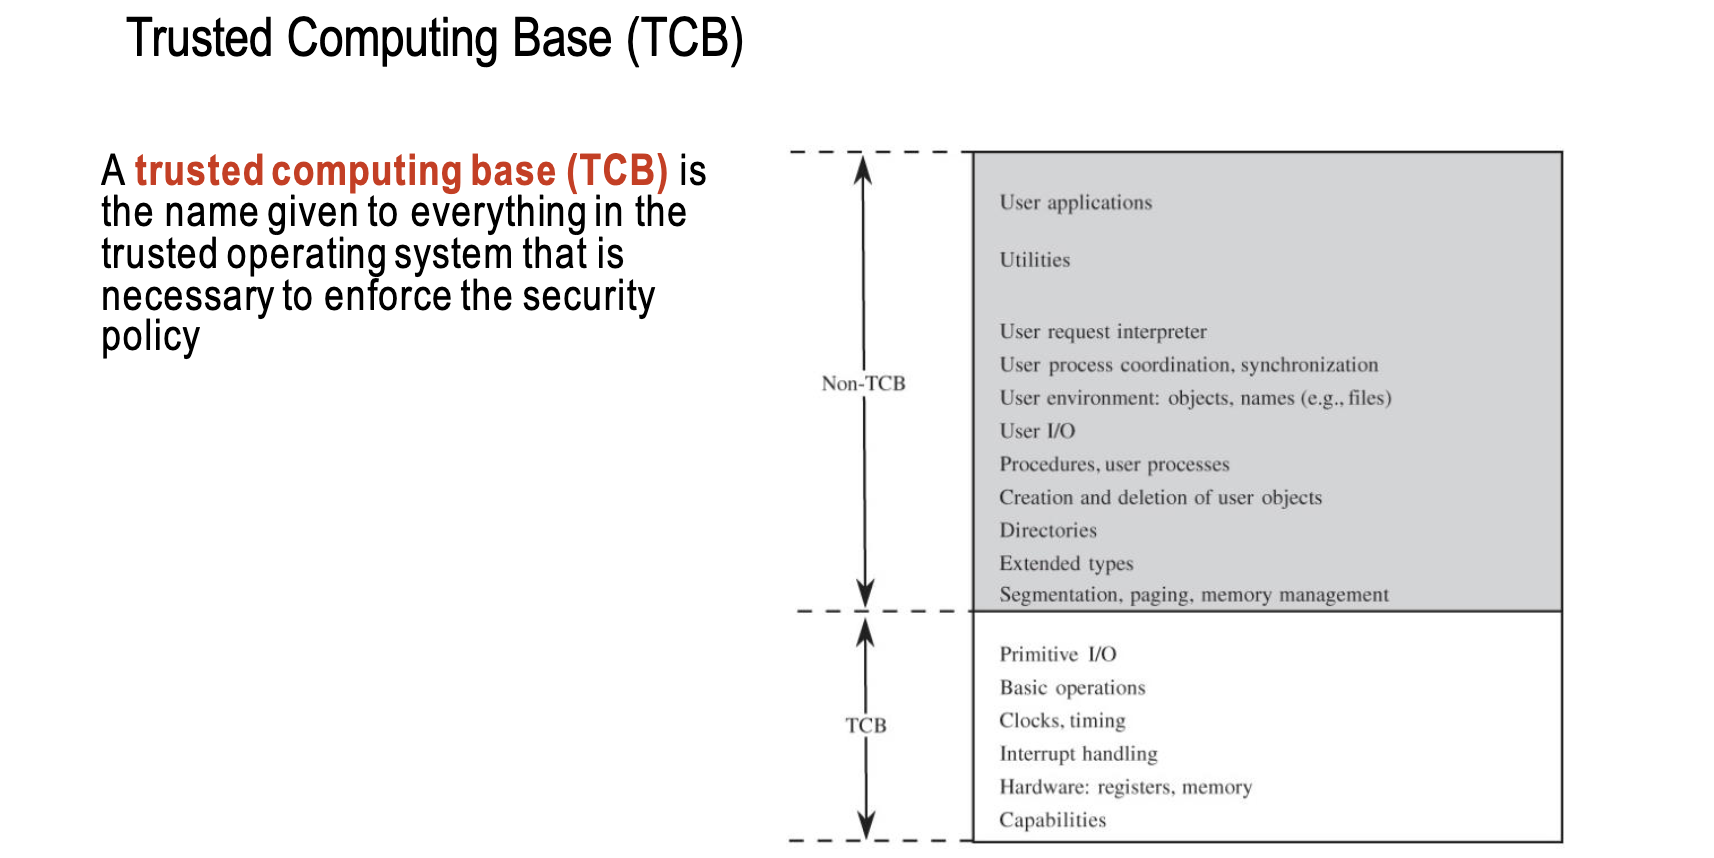 Trusted Computing Base (TCB)
A trusted computing base (TCB) is
the name given to everything in the
trusted operating system that is
necessary to enforce the security
policy
Non-TCB
User applications
Utilities
User request interpreter
User process coordination, synchronization
User environment: objects, names (e.g., files)
User I/O
Procedures, user processes
Creation and deletion of user objects
Directories
Extended types
Segmentation, paging, memory management
TCB
Primitive I/O
Basic operations
Clocks, timing
Interrupt handling
Hardware: registers, memory
Capabilities